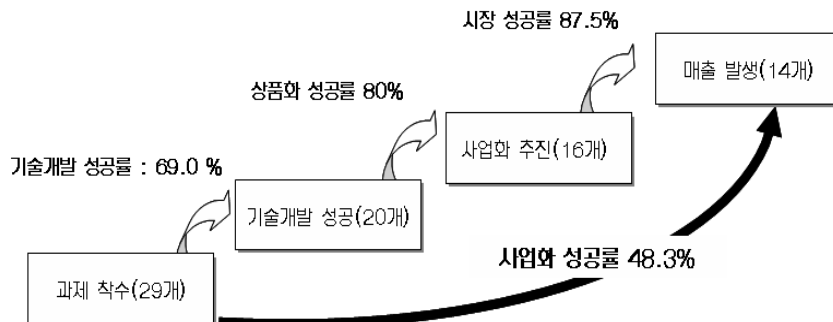 시장 성공률 87.5%
매출 발생(14개)
상품화 성공률 80%
사업화 추진(16개)
기술개발 성공률 : 69.0 %
기술개발 성공(20개)
사업화 성공률 48.3%
과제 착수(29개)